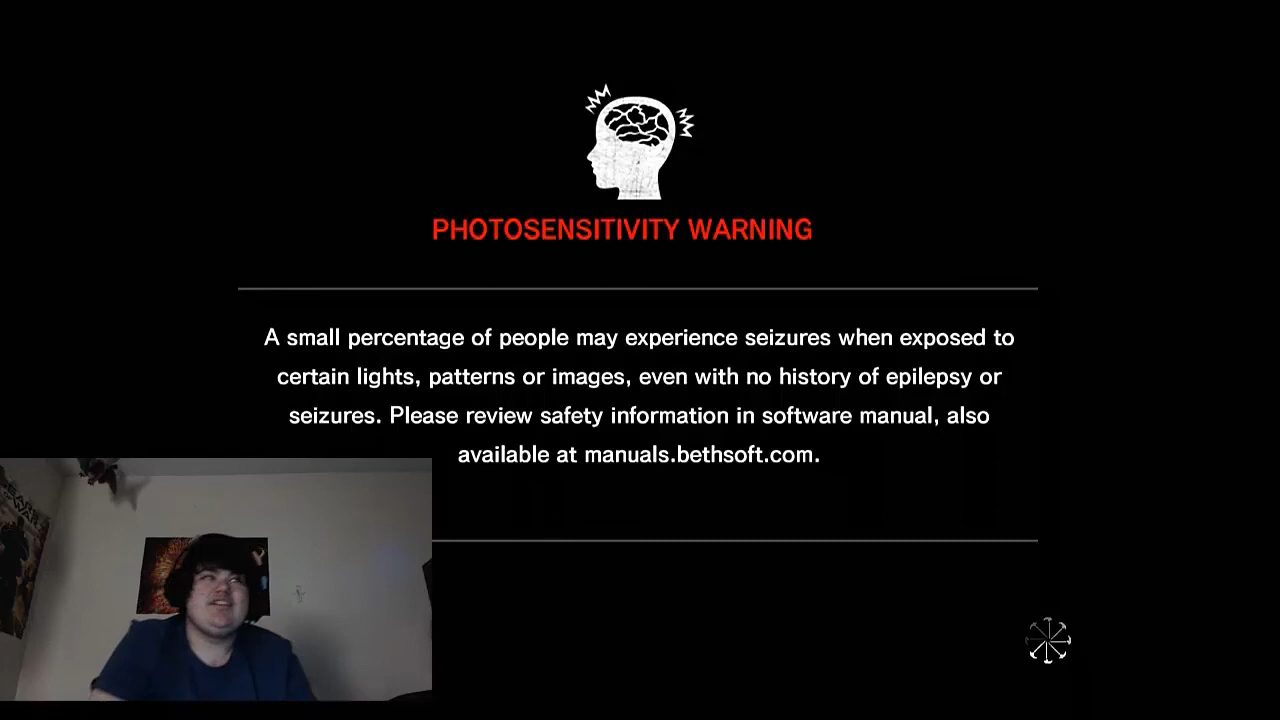 PHOTOSENSITIVITY WARNING
A small percentage of people may experience seizures when exposed to
certain lights, patterns or images, even with no history of epilepsy or
seizures. Please review safety information in software manual, also
available at manuals.bethsoft.com.